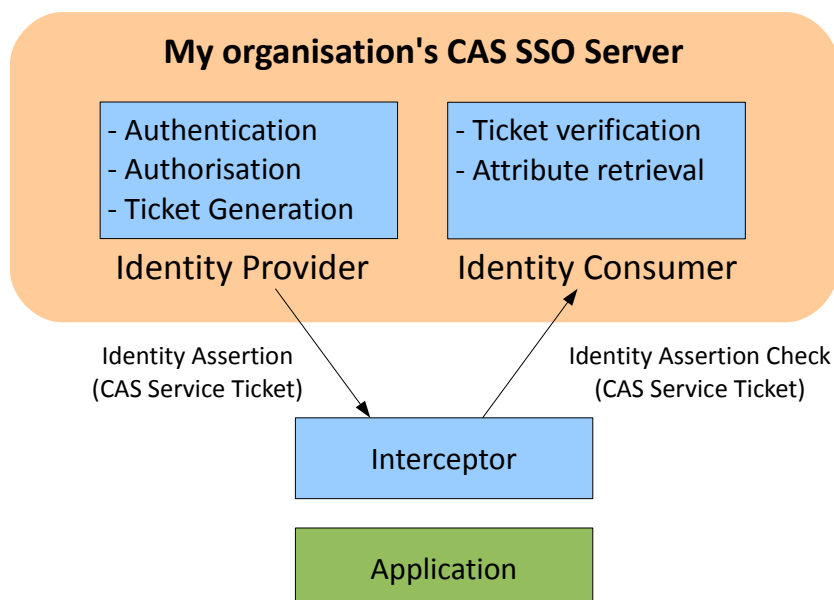 My organisation's CAS SSO Server
- Authentication
- Authorisation
- Ticket Generation
- Ticket verification
- Attribute retrieval
Identity Provider
Identity Consumer
Identity Assertion
(CAS Service Ticket)
Identity Assertion Check
(CAS Service Ticket)
Interceptor
Application